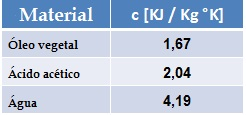 Material c [KJ / Kg °K]
Óleo vegetal 1,67
Ácido acético 2,04
Água 4,19